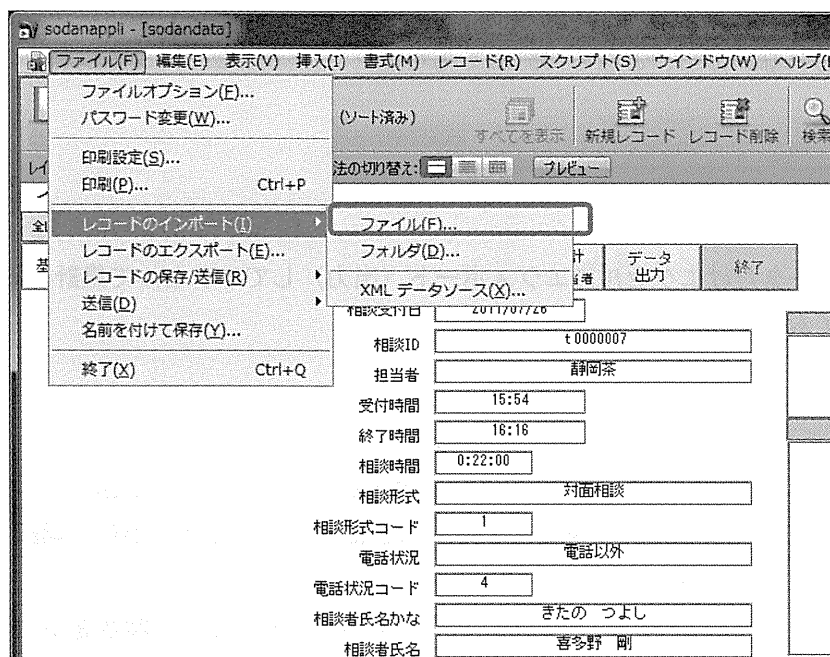 sodanappli - [sodandata]
ファイル(F) 編集(E) 表示(V) 挿入(I) 書式(M) レコード(R) スクリプト(S) ウインドウ(W) ヘルプ(
ファイルオプション(F)...
パスワード変更(W)...
(ソート済み)
すべてを表示 新規レコード レコード削除 検索
印刷設定(S)...
印刷(P)... Ctrl+P
法の切り替え: プレビュー
レコードのインポート(I)
ファイル(F)...
レコードのエクスポート(E)...
フォルダ(D)...
レコードの保存/送信(R)
XML データソース(X)...
データ出力
終了
送信(D)
名前を付けて保存(Y)...
終了(X) Ctrl+Q
相談受付日 2011/07/26
相談ID t0000007
担当者 静岡茶
受付時間 15:54
終了時間 16:16
相談時間 0:22:00
相談形式 対面相談
相談形式コード 1
電話状況 電話以外
電話状況コード 4
相談者氏名かな きたの つよし
相談者氏名 喜多野 剛